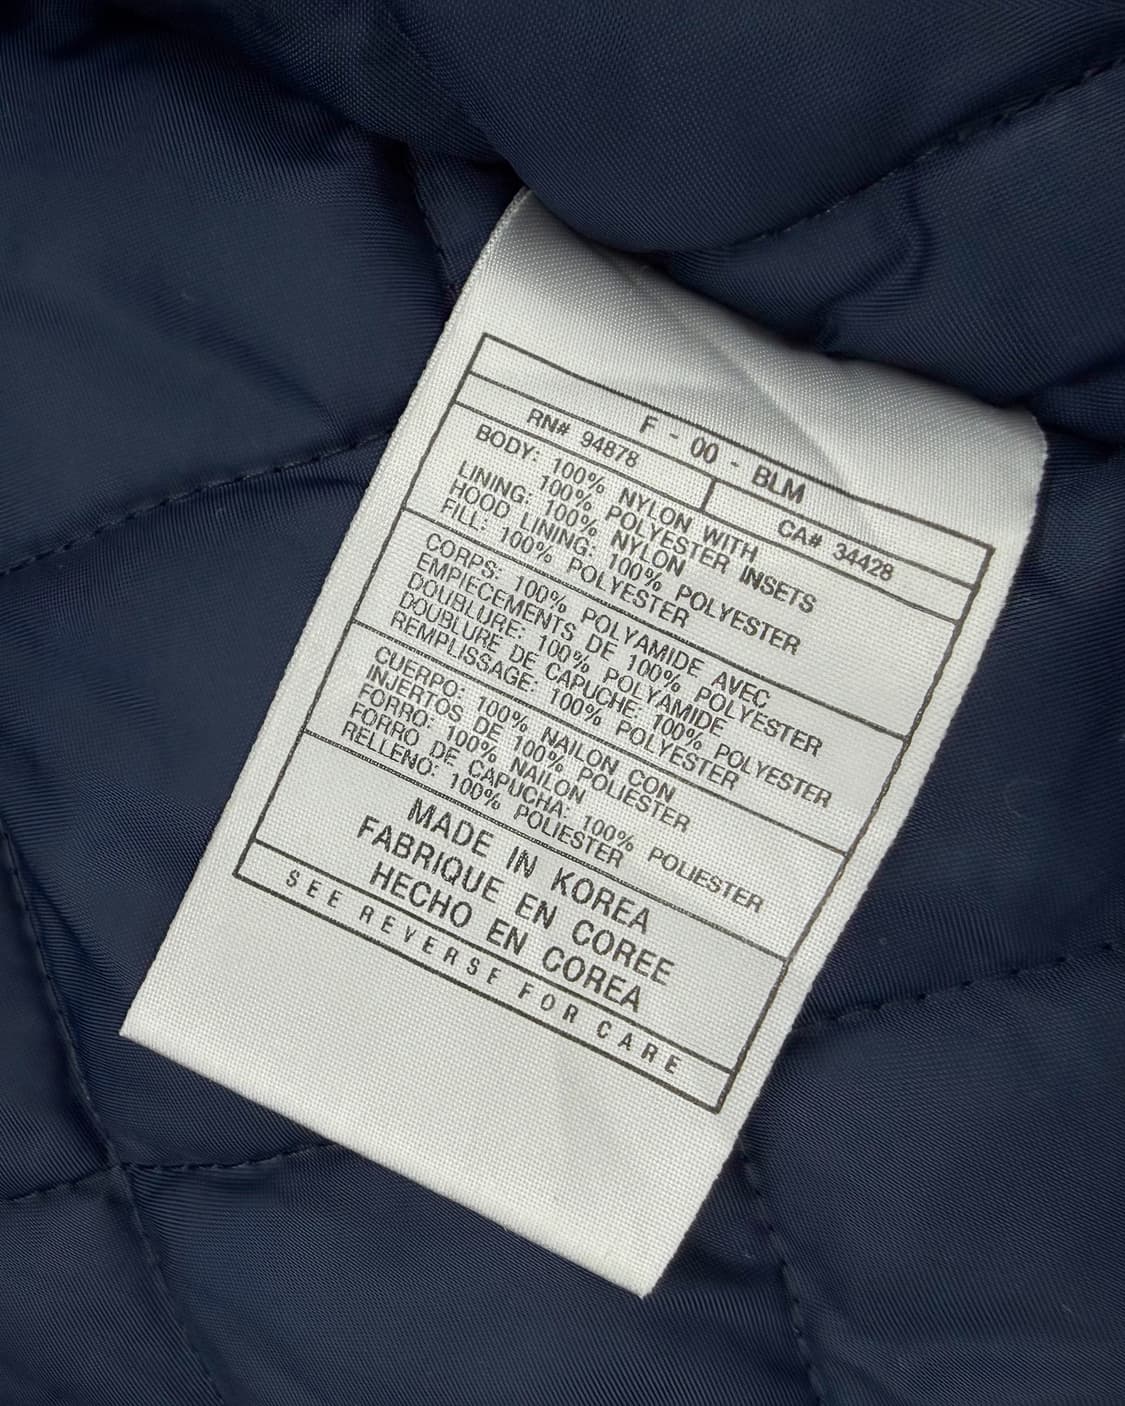 F - 00 - BLM
RN# 94878
CA# 34428
BODY: 100% NYLON WITH
100% POLYESTER INSETS
LINING: 100% NYLON
HOOD LINING: 100% POLYESTER
FILL: 100% POLYESTER
CORPS: 100% POLYAMIDE AVEC
EMPIECEMENTS DE 100% POLYESTER
DOUBLURE: 100% POLYAMIDE
DOUBLURE DE CAPUCHE: 100% POLYESTER
REMPLISSAGE: 100% POLYESTER
CUERPO: 100% NAILON CON
INJERTOS DE 100% POLIESTER
FORRO: 100% NAILON
FORRO DE CAPUCHA: 100% POLIESTER
RELLENO: 100% POLIESTER
MADE IN KOREA
FABRIQUE EN COREE
HECHO EN COREA
SEE REVERSE FOR CARE